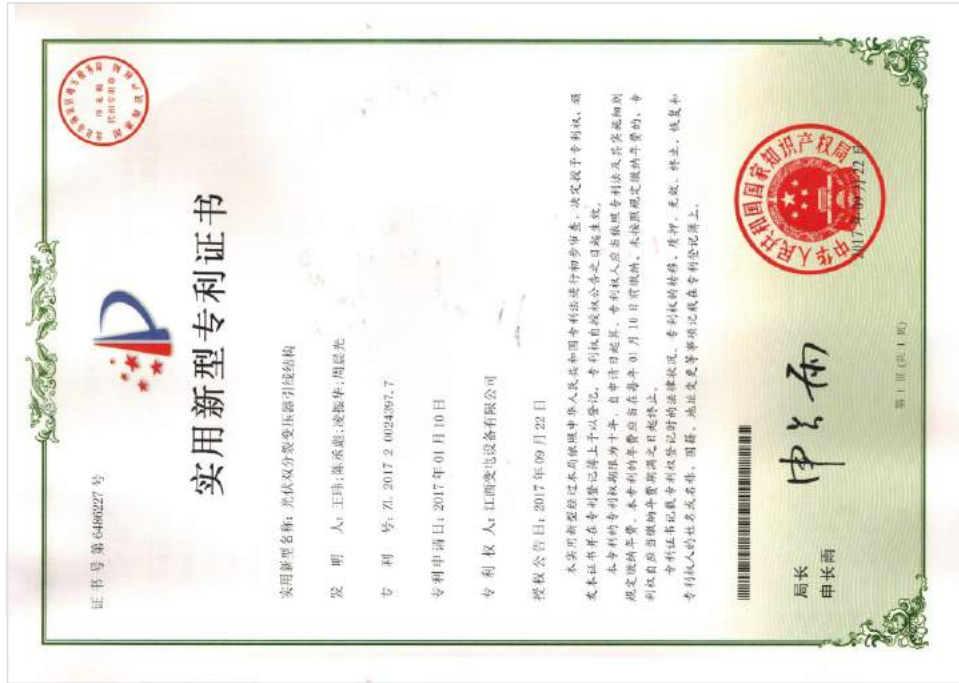 证书号第6486227号
实用新型专利证书
实用新型名称：光伏双分裂变压器引线结构
发 明 人：王玮;陈承彪;凌振华;周晨光
专 利 号：ZL 2017 2 0024397.7
专利申请日：2017年01月10日
专 利 权 人：江西变电设备有限公司
授权公告日：2017年09月22日
本实用新型经过本局依照中华人民共和国专利法进行初步审查，决定授予专利权，颁
发本证书并在专利登记簿上予以登记。专利权自授权公告之日起生效。
本专利的专利权期限为十年，自申请日起算。专利权人应当依照专利法及其实施细则
规定缴纳年费。本专利的年费应当在每年01月10日前缴纳。未按照规定缴纳年费的，专
利权自应当缴纳年费期满之日起终止。
专利证书记载专利权登记时的法律状况。专利权的转移、质押、无效、终止、恢复和
专利权人的姓名或名称、国籍、地址变更等事项记载在专利登记簿上。
局长
申长雨
申长雨
中华人民共和国国家知识产权局
2017年09月22日
第1页(共1页)